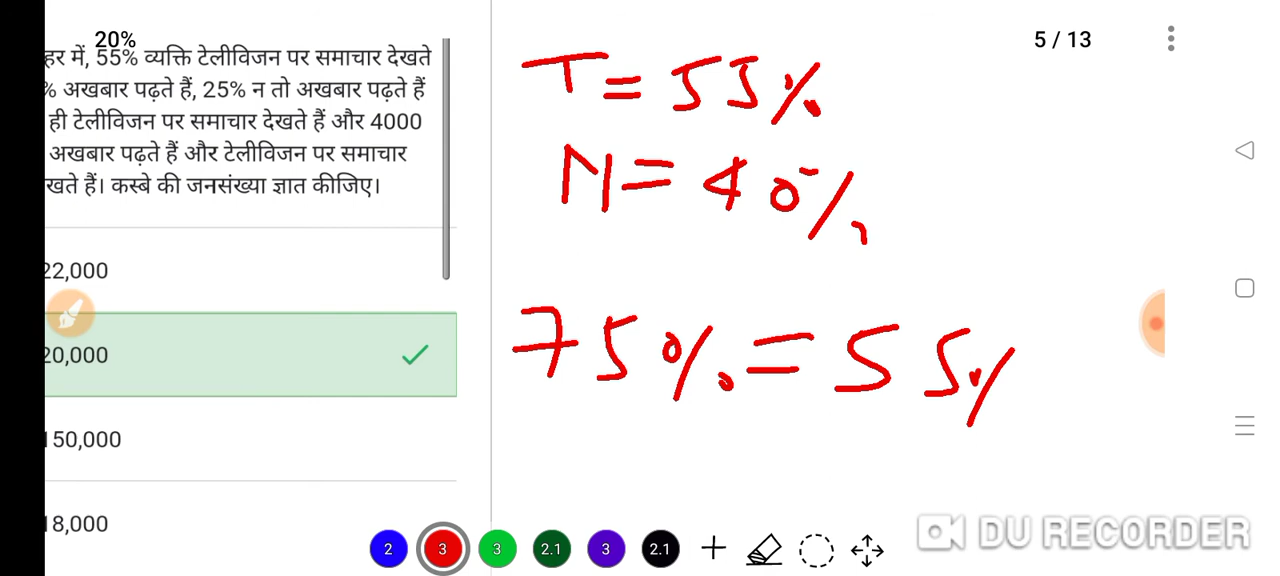 20%
5 / 13
हर में, 55% व्यक्ति टेलीविजन पर समाचार देखते
% अखबार पढ़ते हैं, 25% न तो अखबार पढ़ते हैं
ही टेलीविजन पर समाचार देखते हैं और 4000
अखबार पढ़ते हैं और टेलीविजन पर समाचार
खते हैं। कस्बे की जनसंख्या ज्ञात कीजिए।
22,000
20,000
150,000
18,000
T = 55%
N = 40%
75% = 55%
2 3 3 2.1 3 2.1
DU RECORDER